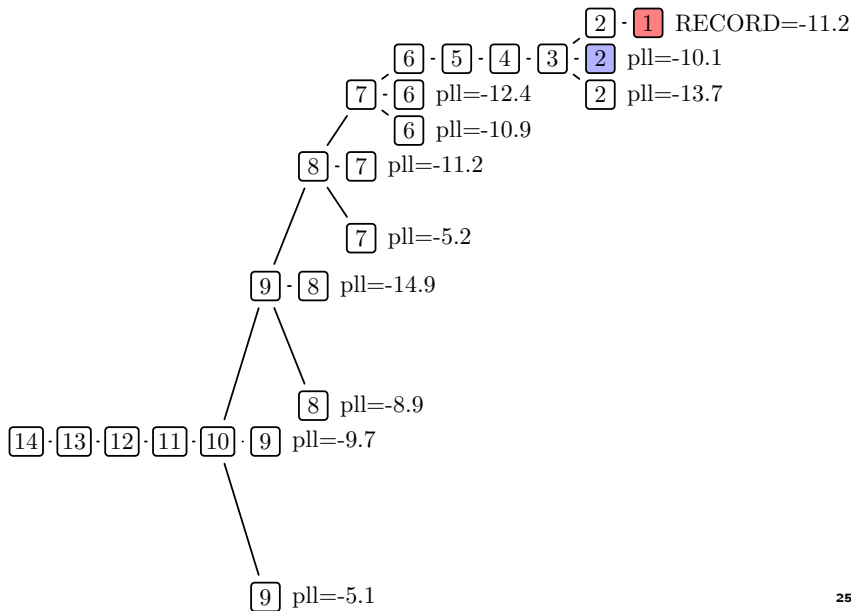 2 1 RECORD=-11.2
6 5 4 3 2 pll=-10.1
7 6 pll=-12.4 2 pll=-13.7
6 pll=-10.9
8 7 pll=-11.2
7 pll=-5.2
9 8 pll=-14.9
8 pll=-8.9
14 13 12 11 10 9 pll=-9.7
9 pll=-5.1
25